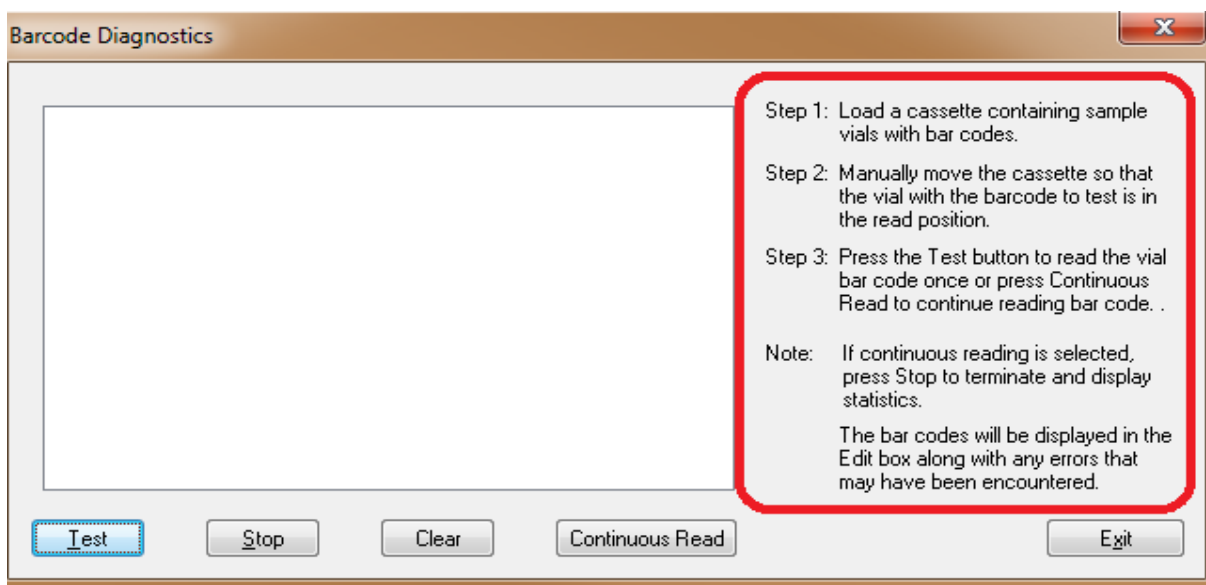 Barcode Diagnostics
Step 1: Load a cassette containing sample
vials with bar codes.
Step 2: Manually move the cassette so that
the vial with the barcode to test is in
the read position.
Step 3: Press the Test button to read the vial
bar code once or press Continuous
Read to continue reading bar code. .
Note: If continuous reading is selected,
press Stop to terminate and display
statistics.
The bar codes will be displayed in the
Edit box along with any errors that
may have been encountered.
Test Stop Clear Continuous Read Exit